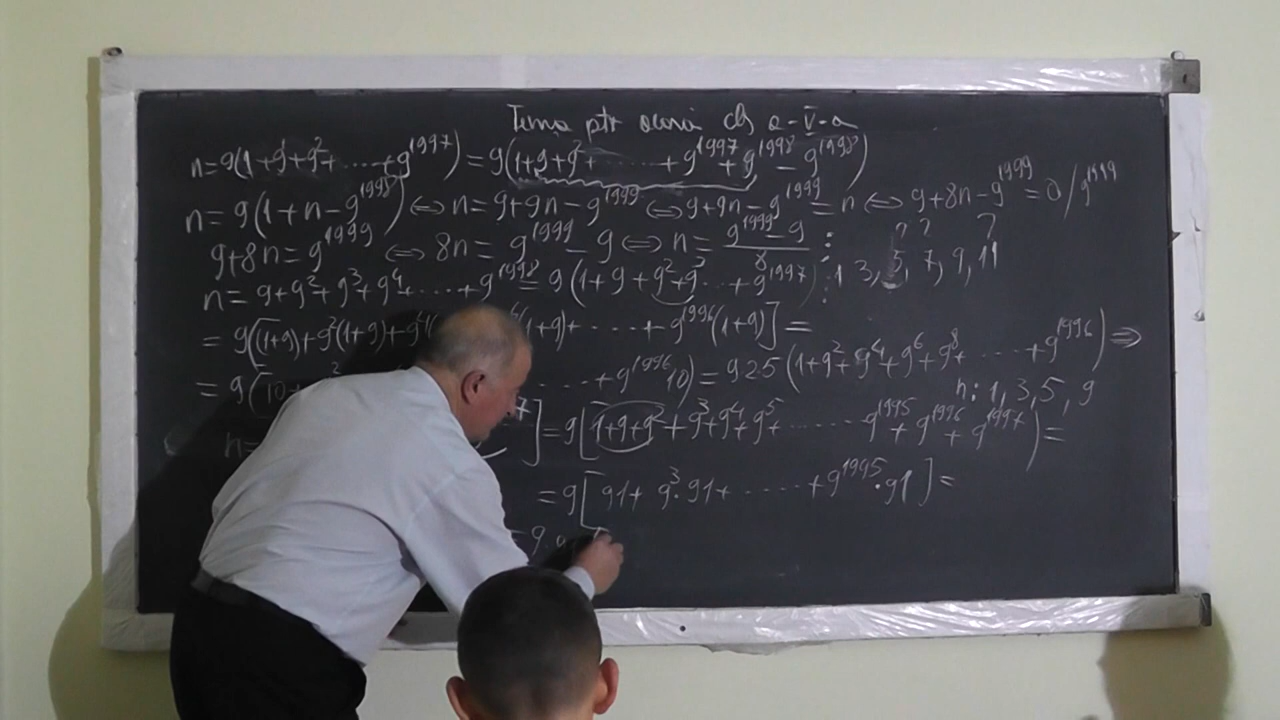 Tema ptr acasă cls a-V-a
n=9(1+9+9²+.....+9¹⁹⁹⁷)=9(1+9+9²+......+9¹⁹⁹⁷+9¹⁹⁹⁸-9¹⁹⁹⁸)
n=9(1+n-9¹⁹⁹⁸)⇔n=9+9n-9¹⁹⁹⁹⇔9+9n-9¹⁹⁹⁹=n⇔9+8n-9¹⁹⁹⁹=0/9¹⁹⁹⁹
9+8n=9¹⁹⁹⁹⇔8n=9¹⁹⁹⁹-9⇔n=(9¹⁹⁹⁹-9)/8 ? ? ?
n=9+9²+9³+9⁴+......+9¹⁹⁹⁸=9(1+9+9²+9³...+9¹⁹⁹⁷)⋮1 3,5,7,9,11
=9[(1+9)+9²(1+9)+9⁴ (1+9)+.....+9¹⁹⁹⁶(1+9)]=
=9(10+ .....+9¹⁹⁹⁶10)=925(1+9²+9⁴+9⁶+9⁸+.....+9¹⁹⁹⁶)⇒
n:1,3,5,9
n= ]=9[1+9+9²+9³+9⁴+9⁵+......9¹⁹⁹⁵+9¹⁹⁹⁶+9¹⁹⁹⁷)=
=9[91+9³·91+.....+9¹⁹⁹⁵·91]=
=9.9